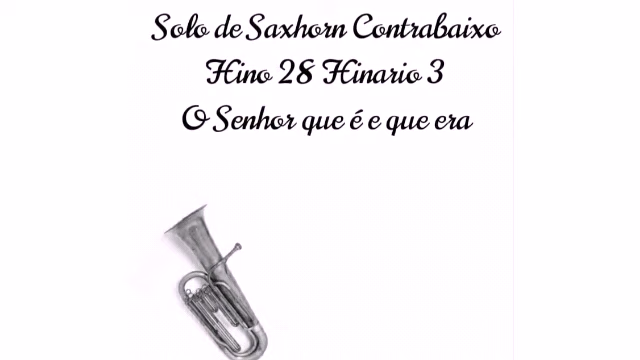 Solo de Saxhorn Contrabaixo
Hino 28 Hinario 3
O Senhor que é e que era